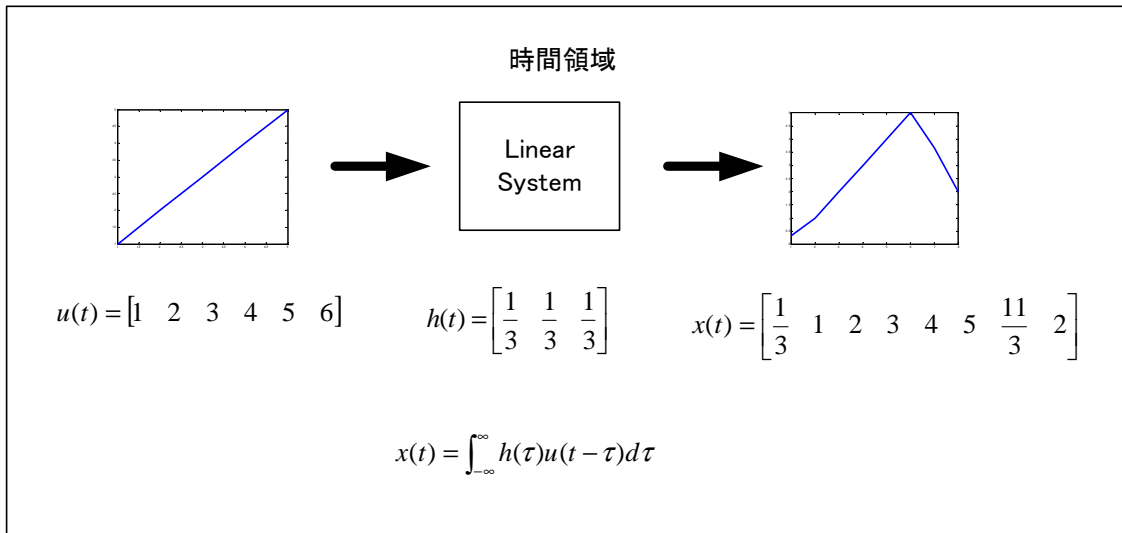 時間領域
Linear
System
u(t) = [1 2 3 4 5 6]
h(t) = [1/3 1/3 1/3]
x(t) = [1/3 1 2 3 4 5 11/3 2]
x(t) = ∫_{-∞}^{∞} h(τ)u(t − τ)dτ